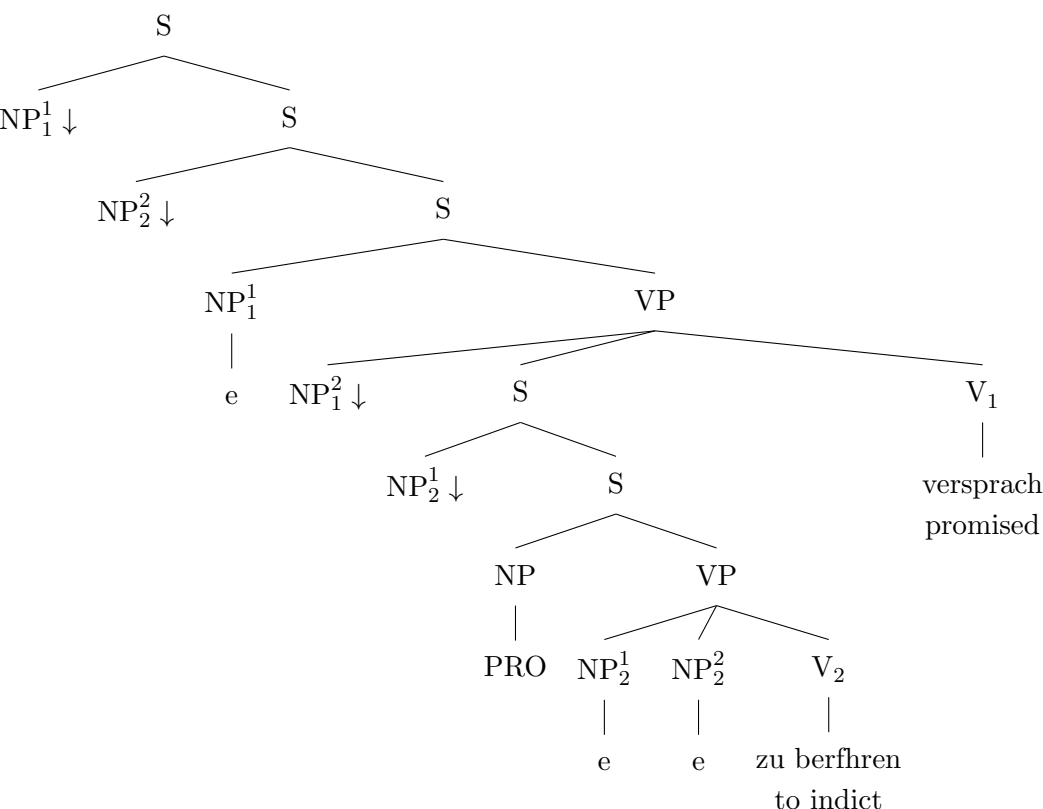 S
NP₁¹↓ S
NP₂²↓ S
NP₁¹ VP
e NP₁²↓ S V₁
NP₂¹↓ S versprach
promised
NP VP
PRO NP₂¹ NP₂² V₂
e e zu berfhren
to indict